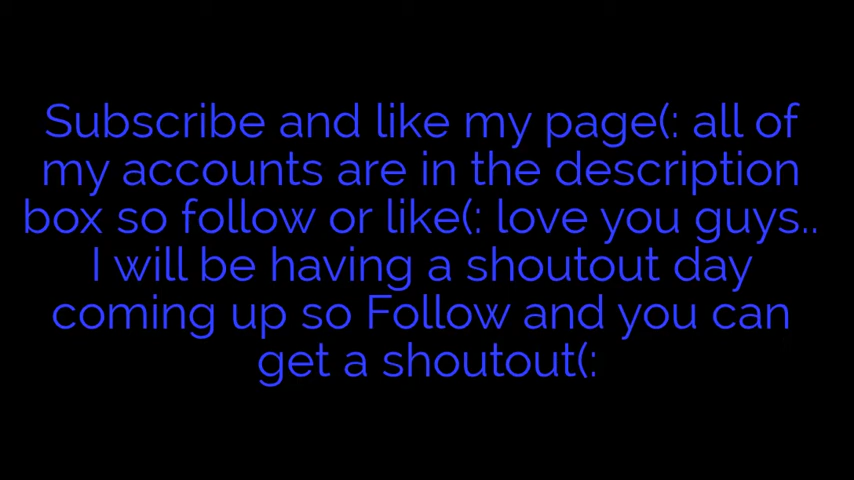 Subscribe and like my page(: all of
my accounts are in the description
box so follow or like(: love you guys..
I will be having a shoutout day
coming up so Follow and you can
get a shoutout(: